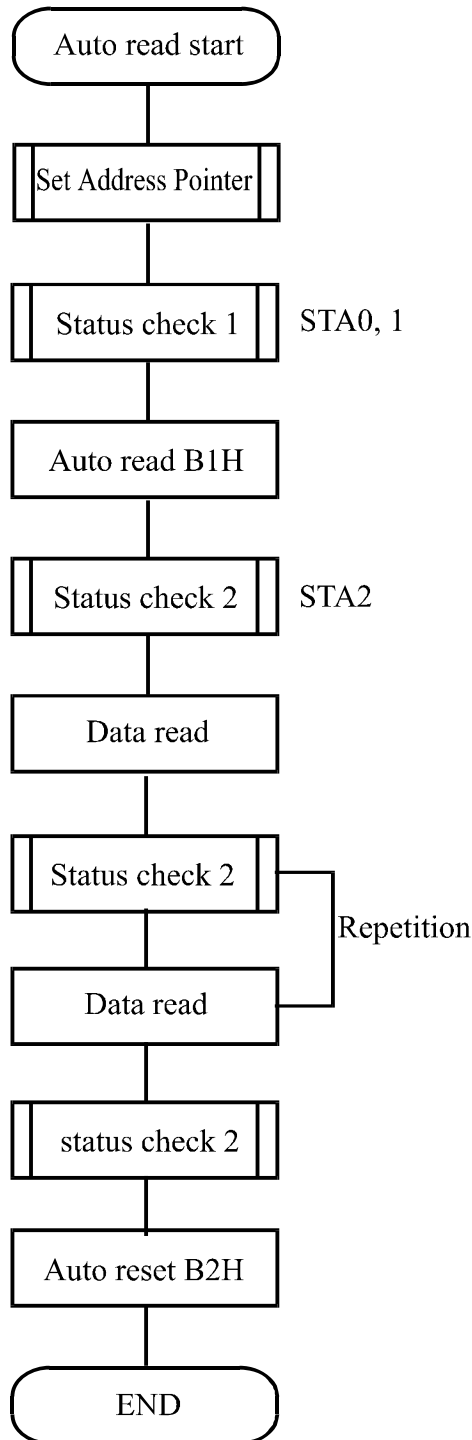 Auto read start
Set Address Pointer
Status check 1
STA0, 1
Auto read B1H
Status check 2
STA2
Data read
Status check 2
Repetition
Data read
status check 2
Auto reset B2H
END